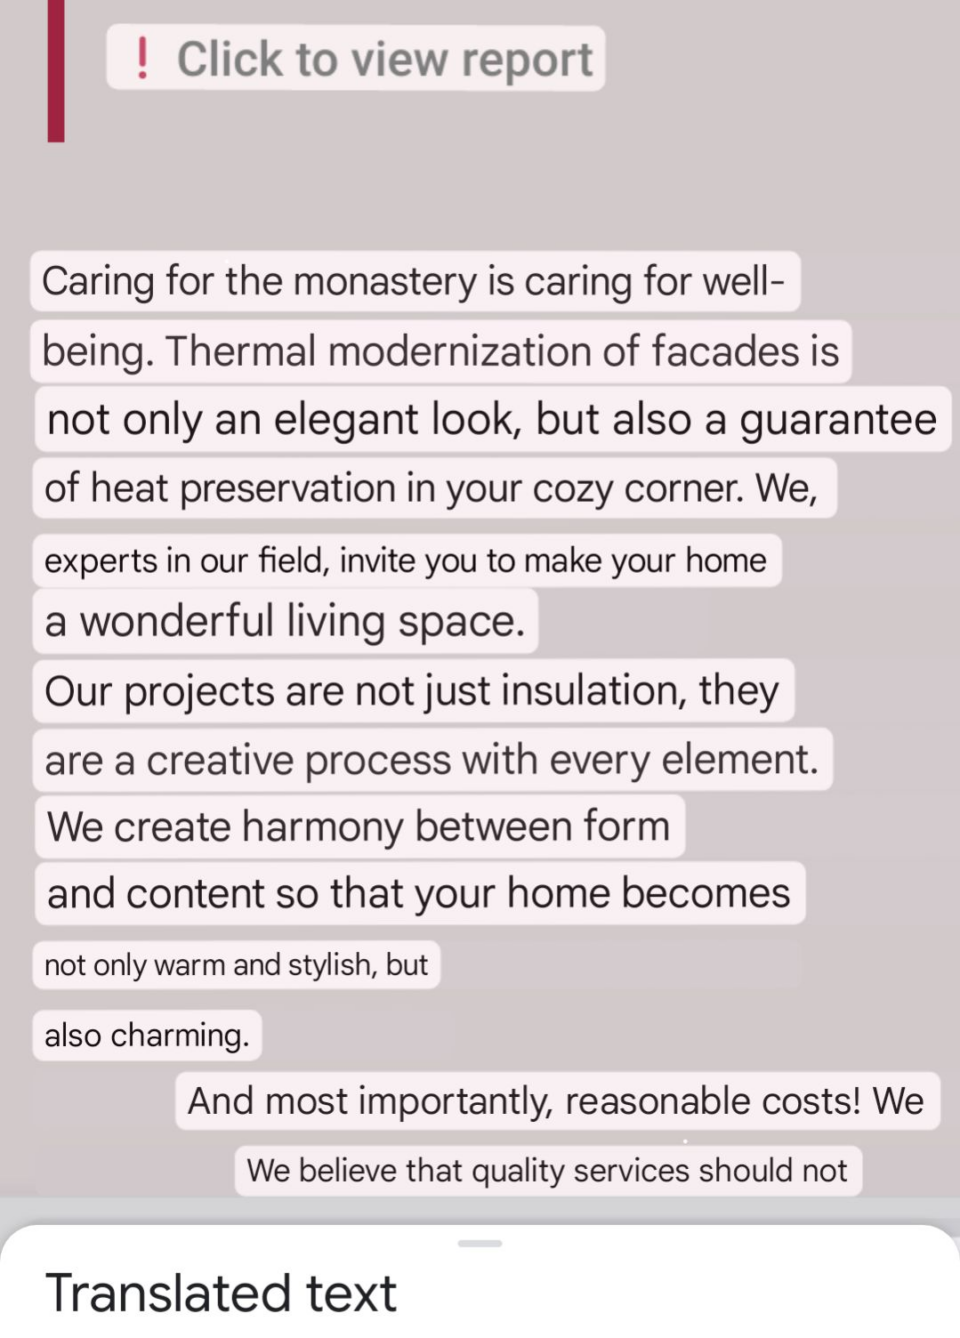 ! Click to view report
Caring for the monastery is caring for well-
being. Thermal modernization of facades is
not only an elegant look, but also a guarantee
of heat preservation in your cozy corner. We,
experts in our field, invite you to make your home
a wonderful living space.
Our projects are not just insulation, they
are a creative process with every element.
We create harmony between form
and content so that your home becomes
not only warm and stylish, but
also charming.
And most importantly, reasonable costs! We
We believe that quality services should not
Translated text